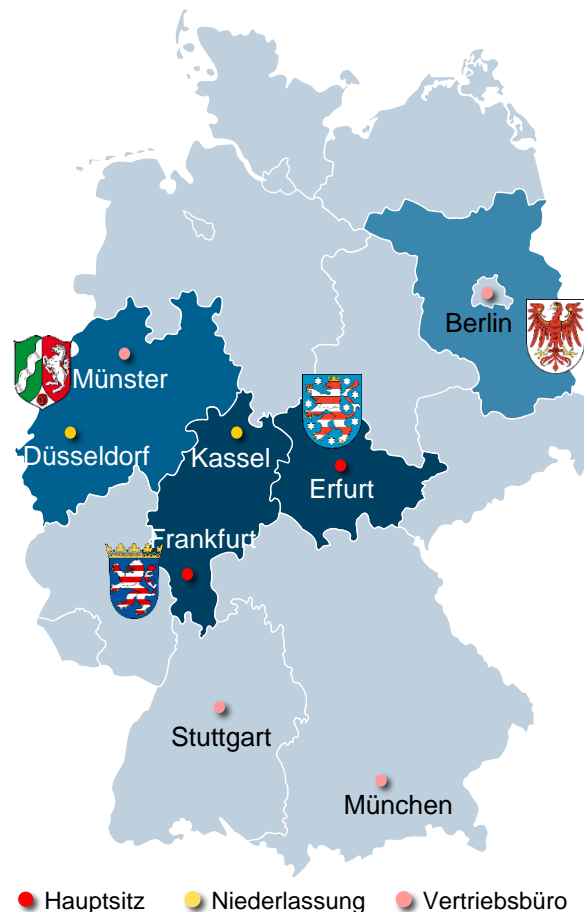 Berlin
Münster
Düsseldorf
Kassel
Erfurt
Frankfurt
Stuttgart
München
Hauptsitz Niederlassung Vertriebsbüro